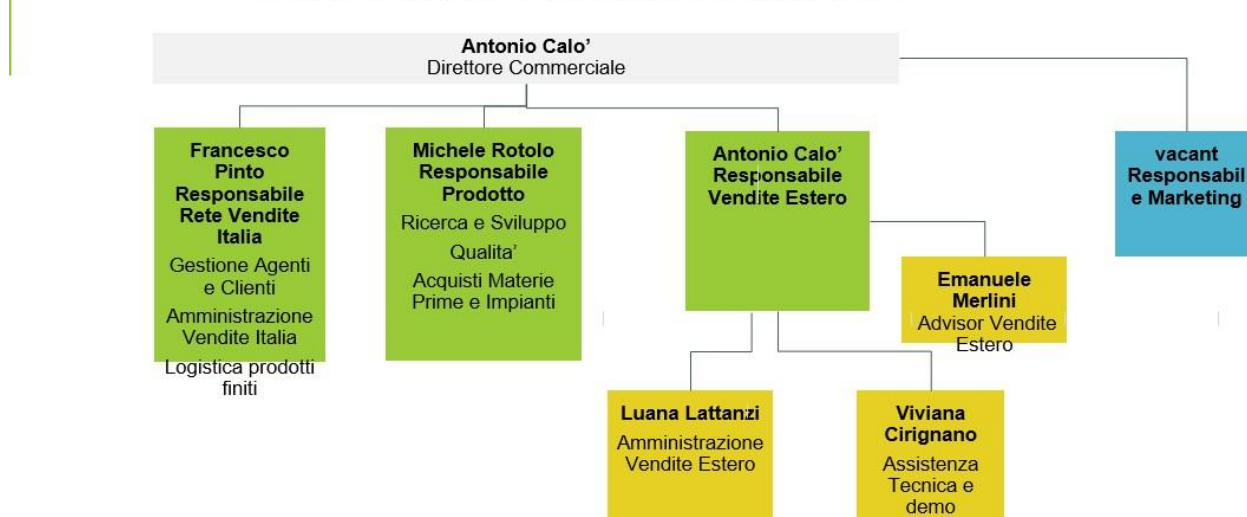 Antonio Calo’
Direttore Commerciale
Francesco
Pinto
Responsabile
Rete Vendite
Italia
Gestione Agenti
e Clienti
Amministrazione
Vendite Italia
Logistica prodotti
finiti
Michele Rotolo
Responsabile
Prodotto
Ricerca e Sviluppo
Qualita’
Acquisti Materie
Prime e Impianti
Antonio Calo’
Responsabile
Vendite Estero
vacant
Responsabil
e Marketing
Emanuele
Merlini
Advisor Vendite
Estero
Luana Lattanzi
Amministrazione
Vendite Estero
Viviana
Cirignano
Assistenza
Tecnica e
demo